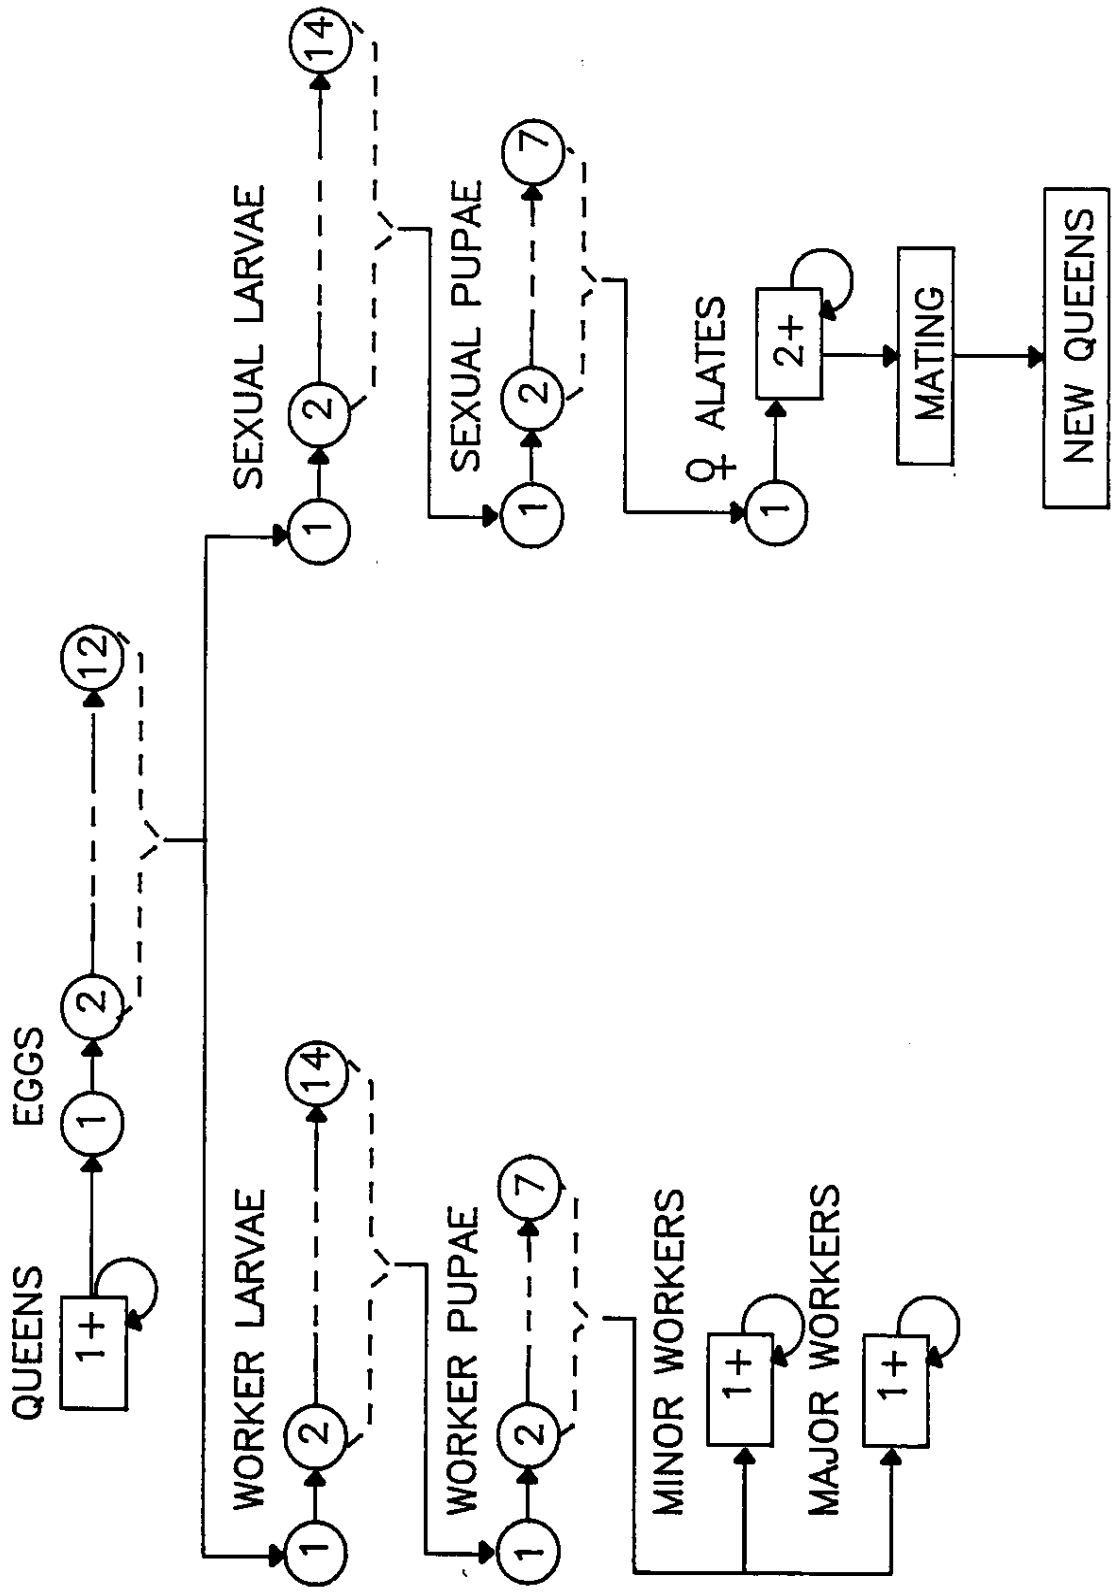 QUEENS EGGS
1+ 1 2 12
WORKER LARVAE SEXUAL LARVAE
1 2 14 1 2 14
WORKER PUPAE SEXUAL PUPAE
1 2 7 1 2 7
MINOR WORKERS ♀ ALATES
1+ 1 2+
MAJOR WORKERS MATING
1+
NEW QUEENS